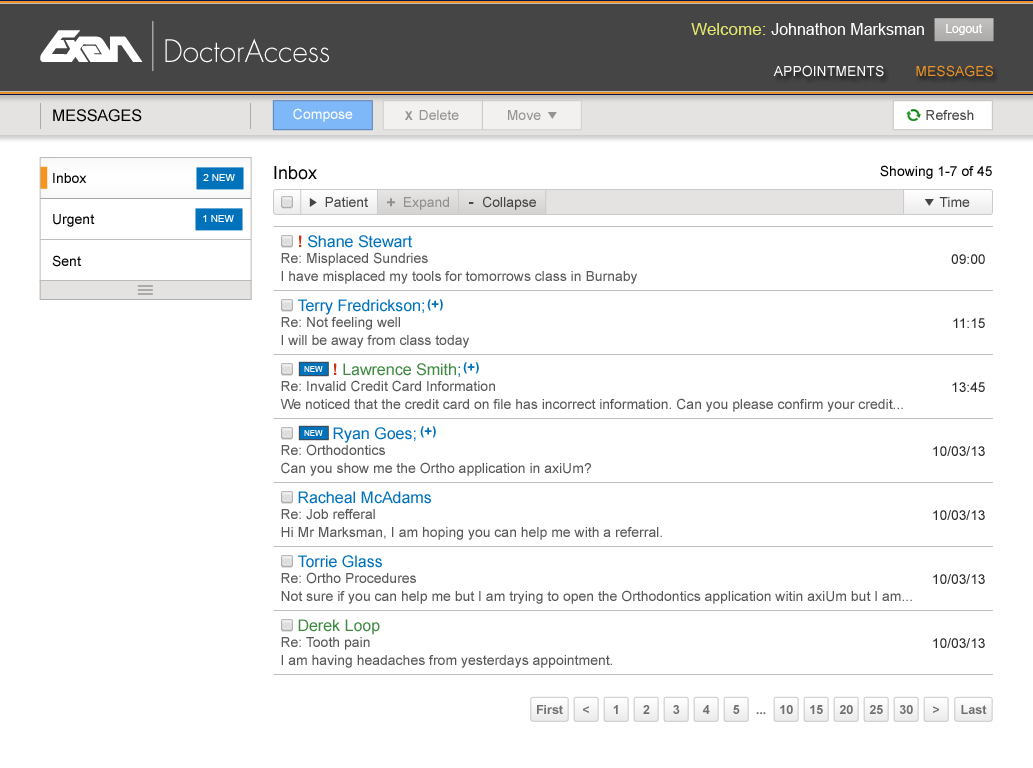 Exan DoctorAccess
Welcome: Johnathon Marksman Logout
APPOINTMENTS MESSAGES
MESSAGES Compose x Delete Move Refresh
Inbox 2 NEW
Urgent 1 NEW
Sent
Inbox Showing 1-7 of 45
Patient + Expand - Collapse Time
! Shane Stewart
Re: Misplaced Sundries
09:00
I have misplaced my tools for tomorrows class in Burnaby
Terry Fredrickson;(+)
Re: Not feeling well
11:15
I will be away from class today
NEW ! Lawrence Smith;(+)
Re: Invalid Credit Card Information
13:45
We noticed that the credit card on file has incorrect information. Can you please confirm your credit...
NEW Ryan Goes; (+)
Re: Orthodontics
10/03/13
Can you show me the Ortho application in axiUm?
Racheal McAdams
Re: Job refferal
10/03/13
Hi Mr Marksman, I am hoping you can help me with a referral.
Torrie Glass
Re: Ortho Procedures
10/03/13
Not sure if you can help me but I am trying to open the Orthodontics application witin axiUm but I am...
Derek Loop
Re: Tooth pain
10/03/13
I am having headaches from yesterdays appointment.
First < 1 2 3 4 5 ... 10 15 20 25 30 > Last